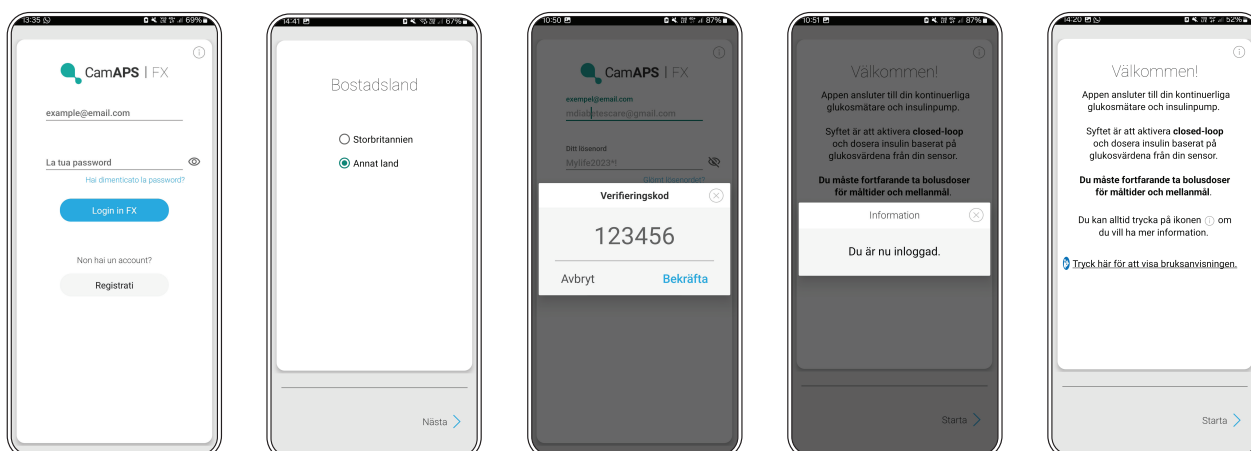 13:35
69%
CamAPS | FX
example@email.com
La tua password
Hai dimenticato la password?
Login in FX
Non hai un account?
Registrati
14:41
67%
Bostadsland
Storbritannien
Annat land
Nästa
10:50
87%
CamAPS | FX
exempel@email.com
mdiabetescare@gmail.com
Ditt lösenord
Mylife2023*!
Glömt lösenordet?
Verifieringskod
123456
Avbryt
Bekräfta
10:51
87%
Välkommen!
Appen ansluter till din kontinuerliga
glukosmätare och insulinpump.
Syftet är att aktivera closed-loop
och dosera insulin baserat på
glukosvärdena från din sensor.
Du måste fortfarande ta bolusdoser
för måltider och mellanmål.
Information
Du är nu inloggad.
Starta
14:20
52%
Välkommen!
Appen ansluter till din kontinuerliga
glukosmätare och insulinpump.
Syftet är att aktivera closed-loop
och dosera insulin baserat på
glukosvärdena från din sensor.
Du måste fortfarande ta bolusdoser
för måltider och mellanmål.
Du kan alltid trycka på ikonen i om
du vill ha mer information.
Tryck här för att visa bruksanvisningen.
Starta